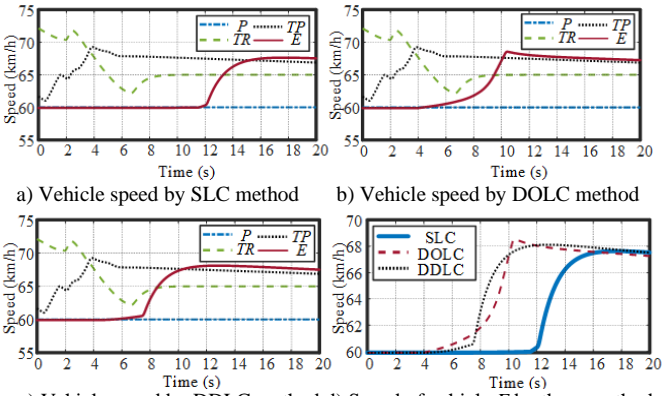 75
70
65
60
55
Speed (km/h)
P TP
TR E
0 2 4 6 8 10 12 14 16 18 20
Time (s)
a) Vehicle speed by SLC method
75
70
65
60
55
Speed (km/h)
P TP
TR E
0 2 4 6 8 10 12 14 16 18 20
Time (s)
b) Vehicle speed by DOLC method
75
70
65
60
55
Speed (km/h)
P TP
TR E
0 2 4 6 8 10 12 14 16 18 20
Time (s)
70
68
66
64
62
60
Speed (km/h)
SLC
DOLC
DDLC
0 2 4 6 8 10 12 14 16 18 20
Time (s)